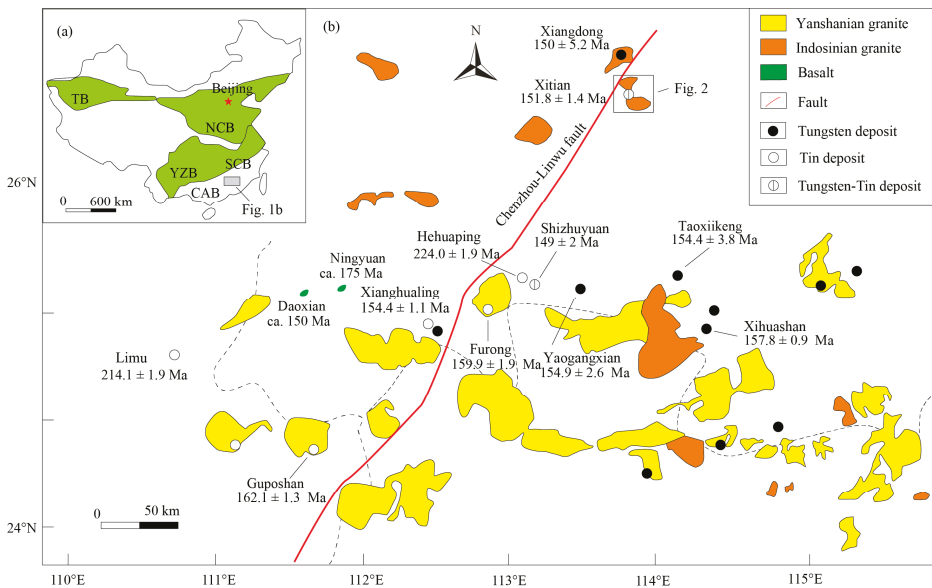 (a)
Beijing
TB
NCB
SCB
YZB
CAB
0 600 km
Fig. 1b
(b)
N
Xiangdong
150 ± 5.2 Ma
Xitian
151.8 ± 1.4 Ma
Fig. 2
Chenzhou-Linwu fault
Yanshanian granite
Indosinian granite
Basalt
Fault
Tungsten deposit
Tin deposit
Tungsten-Tin deposit
Hehuaping
224.0 ± 1.9 Ma
Shizhuyuan
149 ± 2 Ma
Taoxiikeng
154.4 ± 3.8 Ma
Ningyuan
ca. 175 Ma
Daoxian
ca. 150 Ma
Xianghualing
154.4 ± 1.1 Ma
Limu
214.1 ± 1.9 Ma
Furong
159.9 ± 1.9 Ma
Yaogangxian
154.9 ± 2.6 Ma
Xihuashan
157.8 ± 0.9 Ma
Guposhan
162.1 ± 1.3 Ma
0 50 km
26°N
24°N
110°E 111°E 112°E 113°E 114°E 115°E